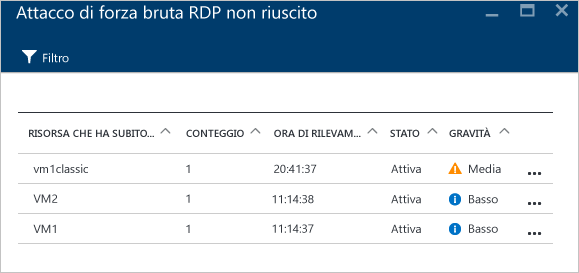 Attacco di forza bruta RDP non riuscito
Filtro
RISORSA CHE HA SUBITO... CONTEGGIO ORA DI RILEVAM... STATO GRAVITÀ
vm1classic 1 20:41:37 Attiva Media ...
VM2 1 11:14:38 Attiva Basso ...
VM1 1 11:14:37 Attiva Basso ...